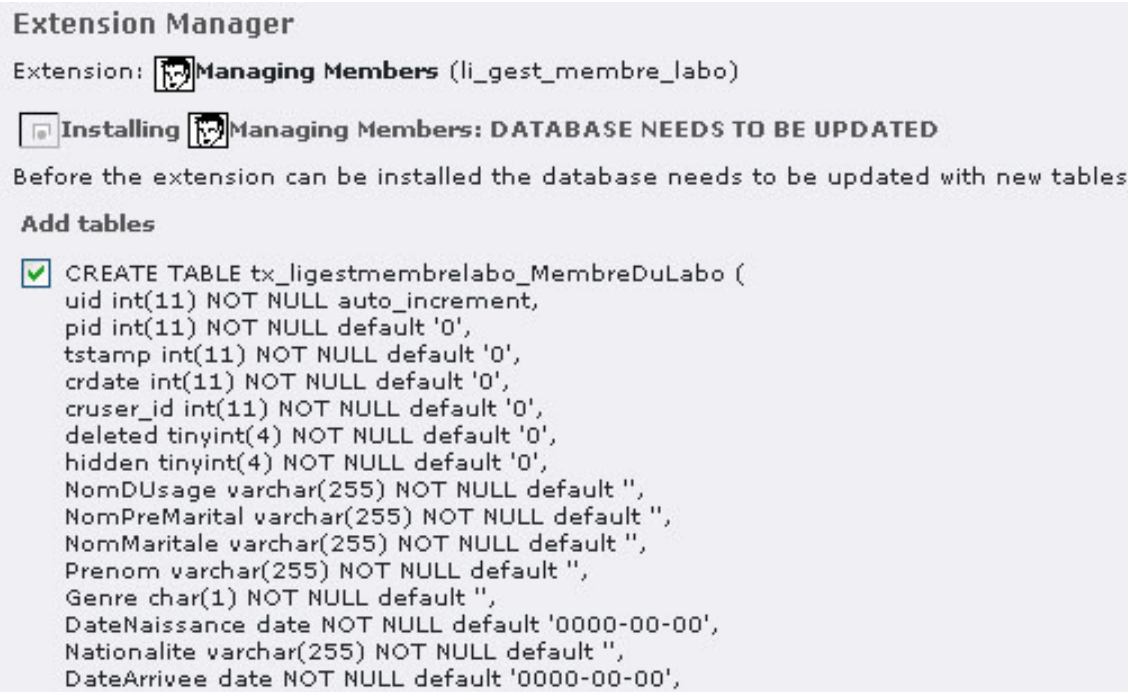 Extension Manager
Extension: Managing Members (li_gest_membre_labo)
Installing Managing Members: DATABASE NEEDS TO BE UPDATED
Before the extension can be installed the database needs to be updated with new tables
Add tables
CREATE TABLE tx_ligestmembrelabo_MembreDuLabo (
uid int(11) NOT NULL auto_increment,
pid int(11) NOT NULL default '0',
tstamp int(11) NOT NULL default '0',
crdate int(11) NOT NULL default '0',
cruser_id int(11) NOT NULL default '0',
deleted tinyint(4) NOT NULL default '0',
hidden tinyint(4) NOT NULL default '0',
NomDUsage varchar(255) NOT NULL default '',
NomPreMarital varchar(255) NOT NULL default '',
NomMaritale varchar(255) NOT NULL default '',
Prenom varchar(255) NOT NULL default '',
Genre char(1) NOT NULL default '',
DateNaissance date NOT NULL default '0000-00-00',
Nationalite varchar(255) NOT NULL default '',
DateArrivee date NOT NULL default '0000-00-00',